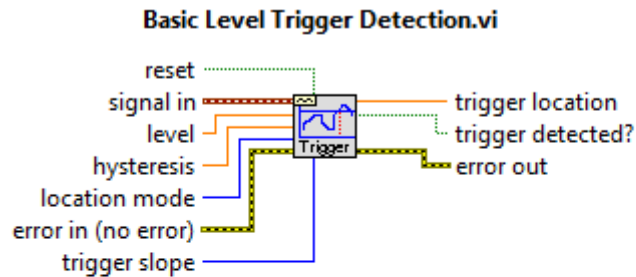 Basic Level Trigger Detection.vi
reset
signal in
level
hysteresis
location mode
error in (no error)
trigger slope
Trigger
trigger location
trigger detected?
error out